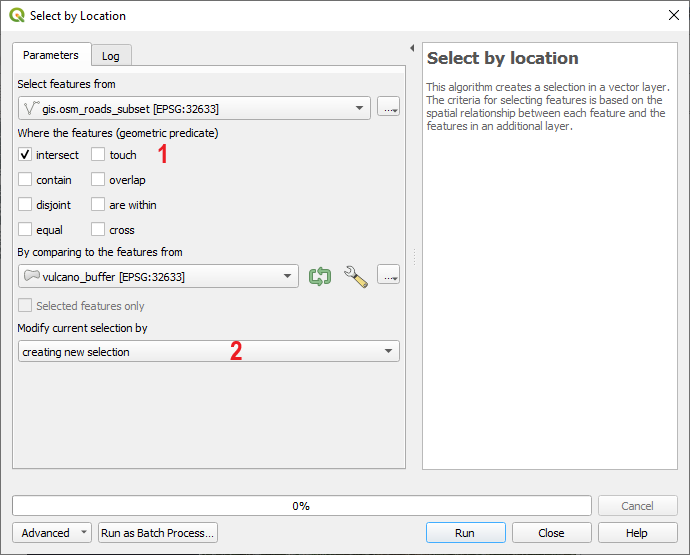 Select by Location
Parameters
Log
Select features from
gis.osm_roads_subset [EPSG:32633]
...
Where the features (geometric predicate)
intersect
touch
1
contain
overlap
disjoint
are within
equal
cross
By comparing to the features from
vulcano_buffer [EPSG:32633]
...
Selected features only
Modify current selection by
creating new selection
2
Select by location
This algorithm creates a selection in a vector layer.
The criteria for selecting features is based on the
spatial relationship between each feature and the
features in an additional layer.
0%
Cancel
Advanced
Run as Batch Process...
Run
Close
Help